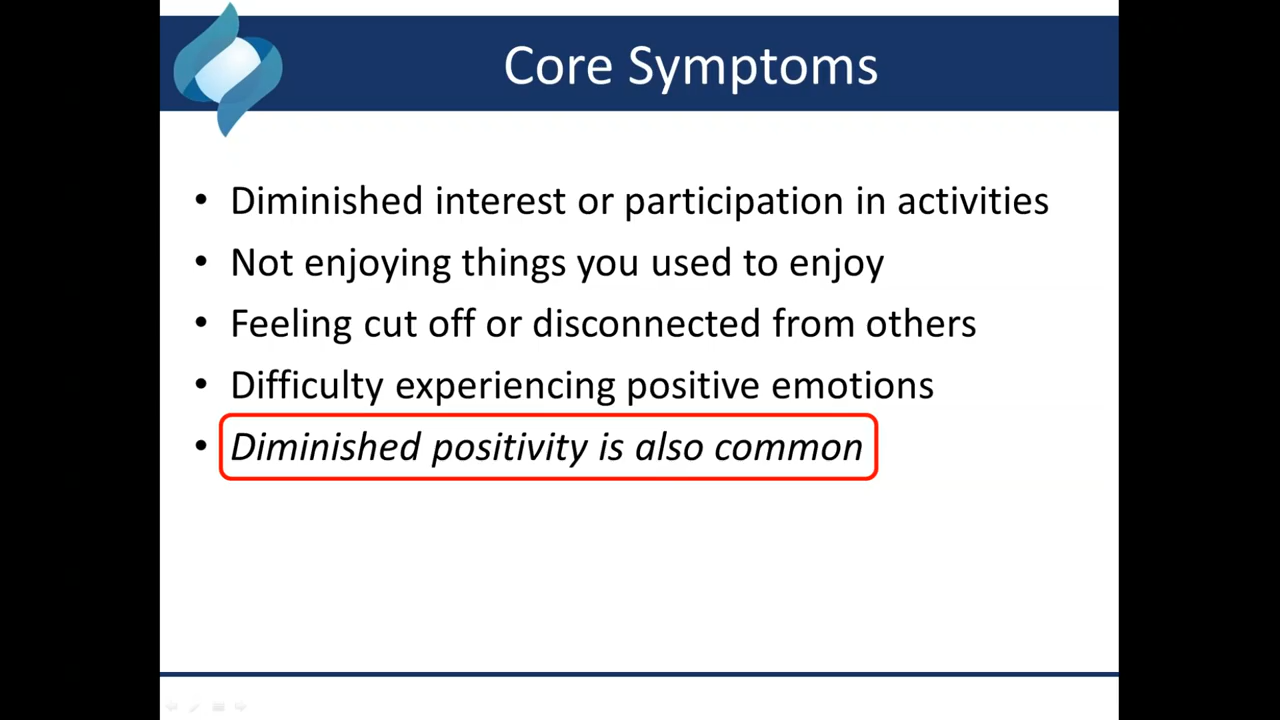 Core Symptoms
• Diminished interest or participation in activities
• Not enjoying things you used to enjoy
• Feeling cut off or disconnected from others
• Difficulty experiencing positive emotions
• Diminished positivity is also common